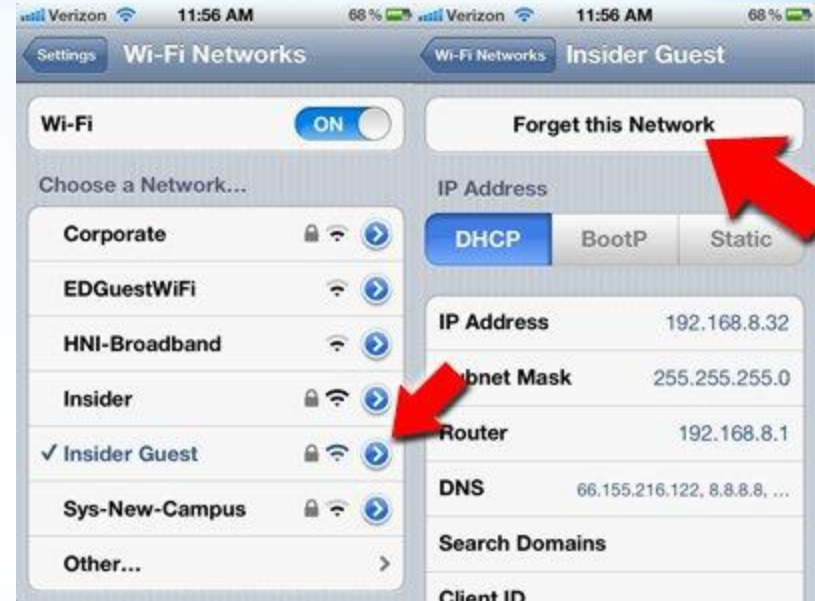 Verizon 11:56 AM 68%
Settings Wi-Fi Networks
Wi-Fi ON
Choose a Network...
Corporate
EDGuestWiFi
HNI-Broadband
Insider
✓ Insider Guest
Sys-New-Campus
Other...
Verizon 11:56 AM 68%
Wi-Fi Networks Insider Guest
Forget this Network
IP Address
DHCP BootP Static
IP Address 192.168.8.32
ubnet Mask 255.255.255.0
Router 192.168.8.1
DNS 66.155.216.122, 8.8.8.8, ...
Search Domains
Client ID